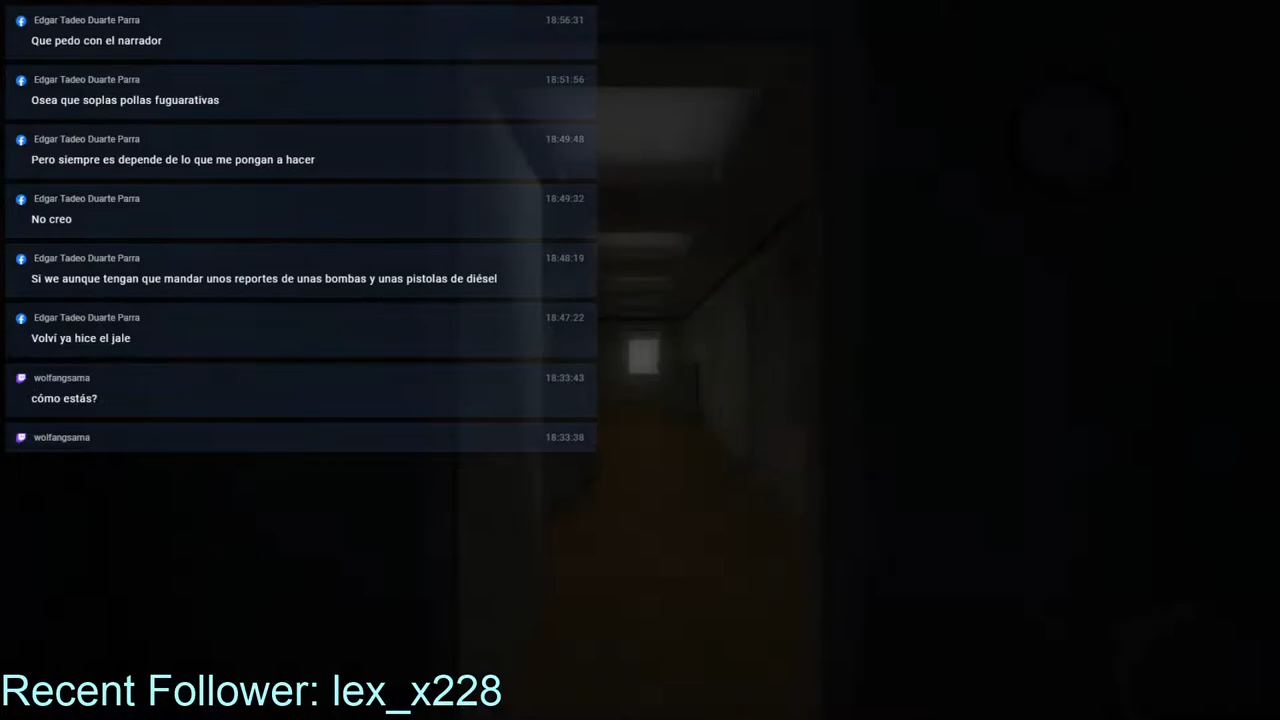 Edgar Tadeo Duarte Parra 18:56:31
Que pedo con el narrador
Edgar Tadeo Duarte Parra 18:51:56
Osea que soplas pollas fuguarativas
Edgar Tadeo Duarte Parra 18:49:48
Pero siempre es depende de lo que me pongan a hacer
Edgar Tadeo Duarte Parra 18:49:32
No creo
Edgar Tadeo Duarte Parra 18:48:19
Si we aunque tengan que mandar unos reportes de unas bombas y unas pistolas de diésel
Edgar Tadeo Duarte Parra 18:47:22
Volví ya hice el jale
wolfangsama 18:33:43
cómo estás?
wolfangsama 18:33:38
Recent Follower: lex_x228